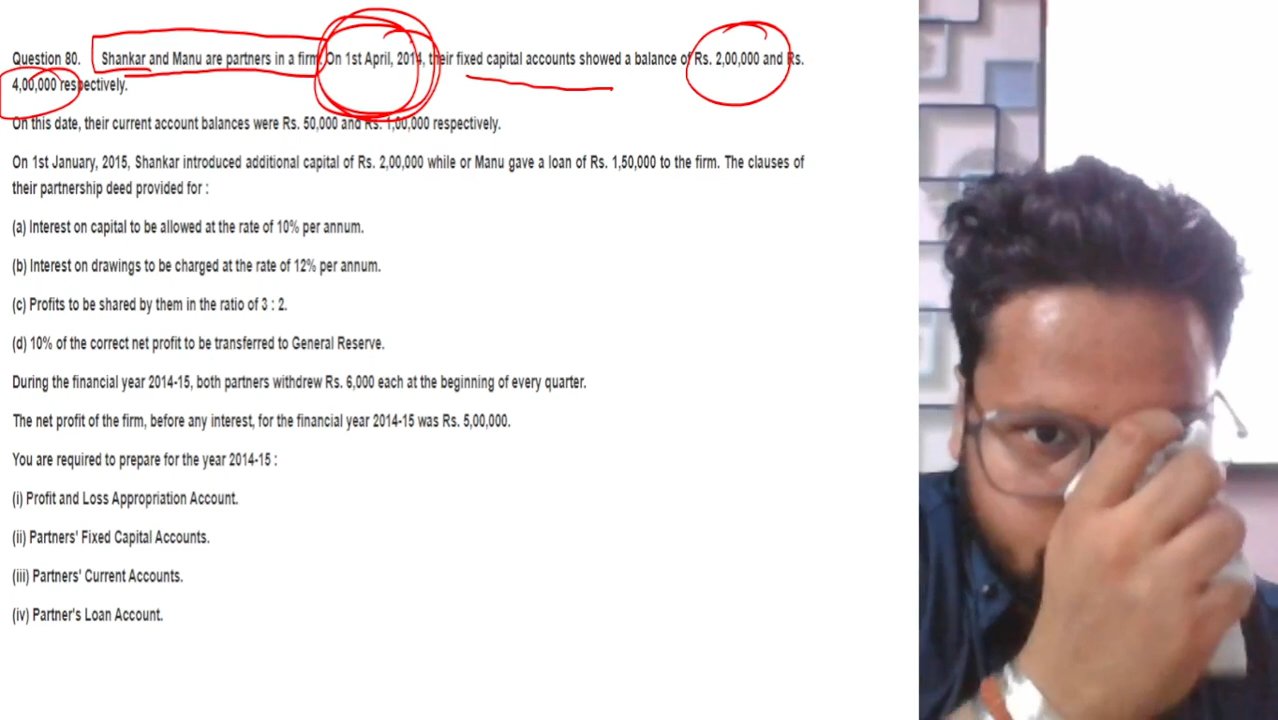 Question 80. Shankar and Manu are partners in a firm. On 1st April, 2014, their fixed capital accounts showed a balance of Rs. 2,00,000 and Rs.
4,00,000 respectively.
On this date, their current account balances were Rs. 50,000 and Rs. 1,00,000 respectively.
On 1st January, 2015, Shankar introduced additional capital of Rs. 2,00,000 while or Manu gave a loan of Rs. 1,50,000 to the firm. The clauses of
their partnership deed provided for :
(a) Interest on capital to be allowed at the rate of 10% per annum.
(b) Interest on drawings to be charged at the rate of 12% per annum.
(c) Profits to be shared by them in the ratio of 3 : 2.
(d) 10% of the correct net profit to be transferred to General Reserve.
During the financial year 2014-15, both partners withdrew Rs. 6,000 each at the beginning of every quarter.
The net profit of the firm, before any interest, for the financial year 2014-15 was Rs. 5,00,000.
You are required to prepare for the year 2014-15 :
(i) Profit and Loss Appropriation Account.
(ii) Partners' Fixed Capital Accounts.
(iii) Partners' Current Accounts.
(iv) Partner's Loan Account.